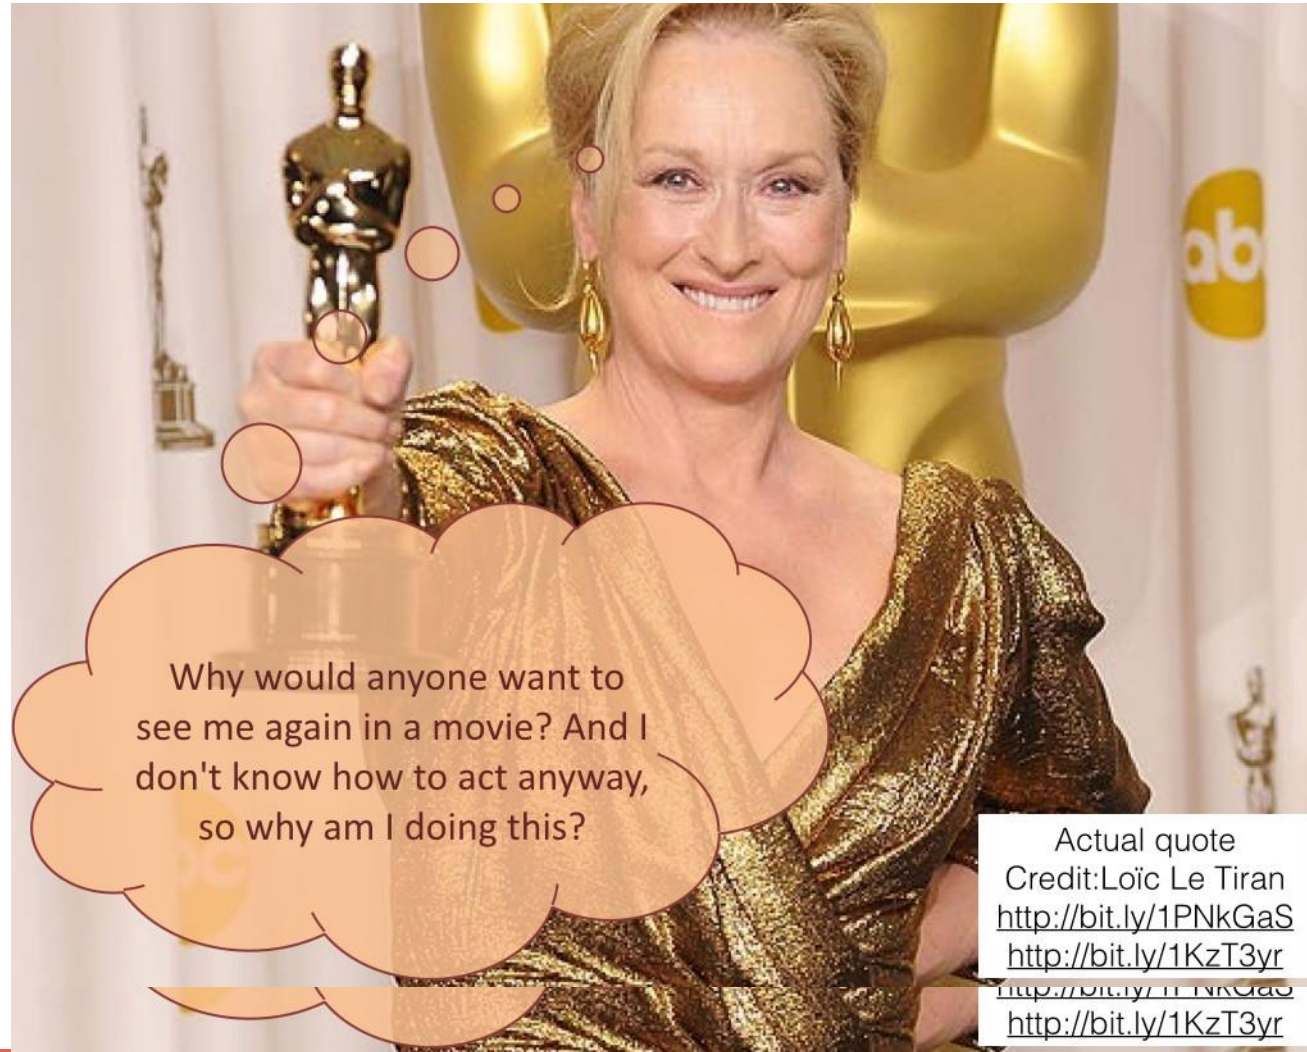 ab
Why would anyone want to
see me again in a movie? And I
don't know how to act anyway,
so why am I doing this?
abc
Actual quote
Credit:Loïc Le Tiran
http://bit.ly/1PNkGaS
http://bit.ly/1KzT3yr
http://bit.ly/1KzT3yr